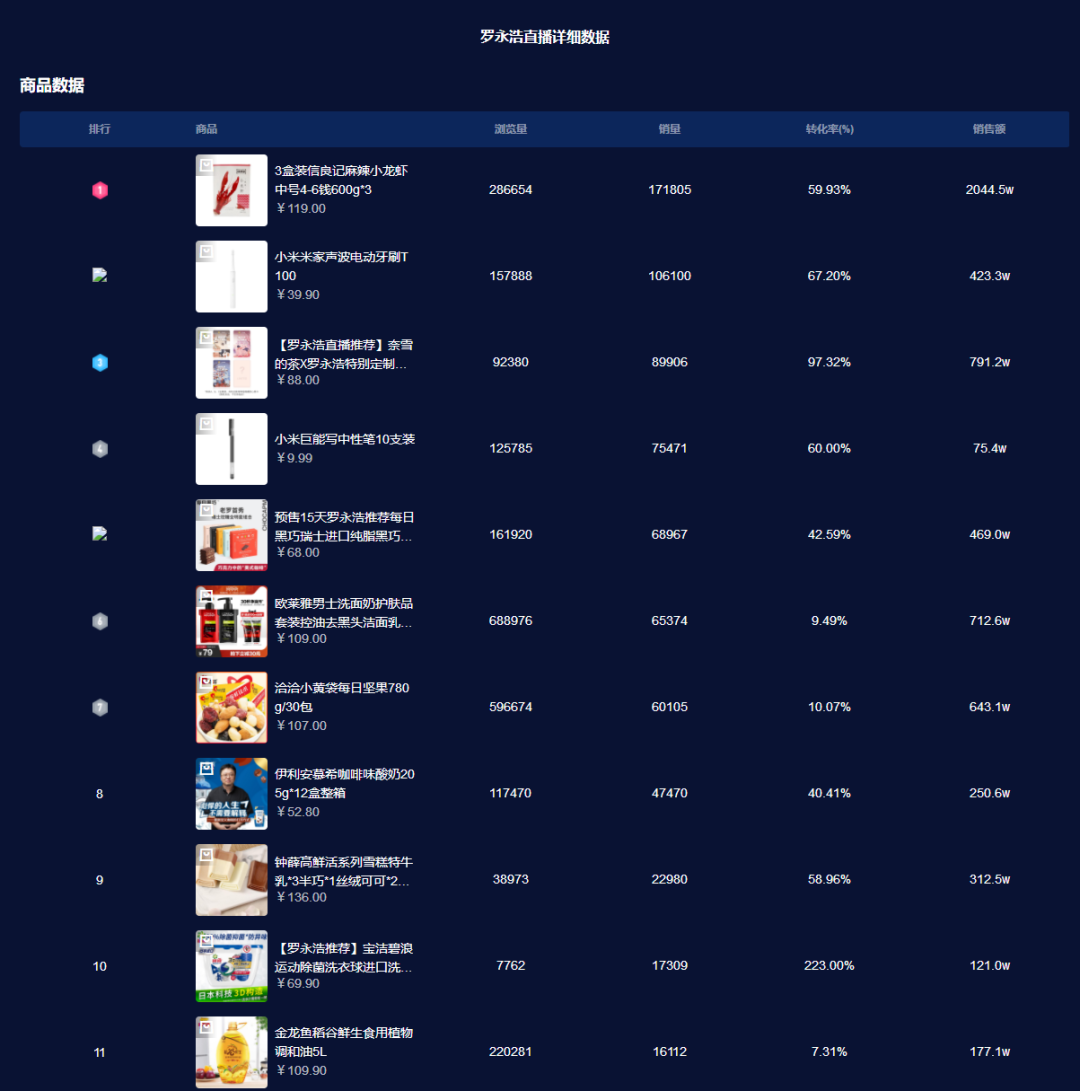 罗永浩直播详细数据
商品数据
排行 商品 浏览量 销量 转化率(%) 销售额
1 3盒装信良记麻辣小龙虾 286654 171805 59.93% 2044.5w
中号4-6钱600g*3
￥119.00
小米米家声波电动牙刷T 157888 106100 67.20% 423.3w
100
￥39.90
3 【罗永浩直播推荐】奈雪 92380 89906 97.32% 791.2w
的茶X罗永浩特别定制...
￥88.00
4 小米巨能写中性笔10支装 125785 75471 60.00% 75.4w
￥9.99
老罗首秀
预售15天罗永浩推荐每日 161920 68967 42.59% 469.0w
黑巧瑞士进口纯脂黑巧...
￥68.00
6 欧莱雅男士洗面奶护肤品 688976 65374 9.49% 712.6w
套装控油去黑头洁面乳...
￥109.00
￥79
7 洽洽小黄袋每日坚果780 596674 60105 10.07% 643.1w
g/30包
￥107.00
8 伊利安慕希咖啡味酸奶20 117470 47470 40.41% 250.6w
5g*12盒整箱
￥52.80
9 钟薛高鲜活系列雪糕特牛 38973 22980 58.96% 312.5w
乳*3半巧*1丝绒可可*2...
￥136.00
10 【罗永浩推荐】宝洁碧浪 7762 17309 223.00% 121.0w
运动除菌洗衣球进口洗...
￥69.90
日本科技
11 金龙鱼稻谷鲜生食用植物 220281 16112 7.31% 177.1w
调和油5L
￥109.90